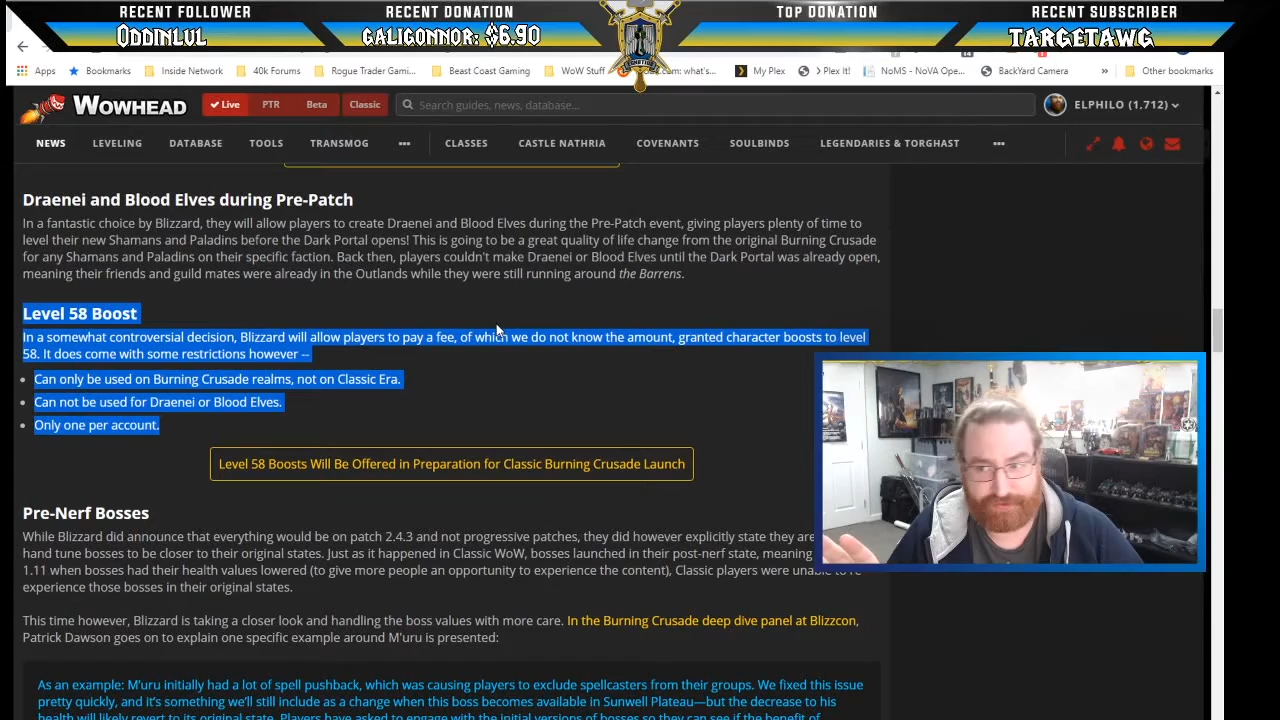 RECENT FOLLOWER
RECENT DONATION
TOP DONATION
RECENT SUBSCRIBER
ODDINLUL
GALIGONNOR: $6.90
TARGETAWG
Apps
Bookmarks
Inside Network
40k Forums
Rogue Trader Gami...
Beast Coast Gaming
WoW Stuff
.com: what's...
My Plex
Plex It!
NoMS - NoVA Ope...
BackYard Camera
»
Other bookmarks
WOWHEAD
Live
PTR
Beta
Classic
Search guides, news, database...
ELPHILO (1,712)
NEWS
LEVELING
DATABASE
TOOLS
TRANSMOG
CLASSES
CASTLE NATHRIA
COVENANTS
SOULBINDS
LEGENDARIES & TORGHAST
Draenei and Blood Elves during Pre-Patch
In a fantastic choice by Blizzard, they will allow players to create Draenei and Blood Elves during the Pre-Patch event, giving players plenty of time to
level their new Shamans and Paladins before the Dark Portal opens! This is going to be a great quality of life change from the original Burning Crusade
for any Shamans and Paladins on their specific faction. Back then, players couldn't make Draenei or Blood Elves until the Dark Portal was already open,
meaning their friends and guild mates were already in the Outlands while they were still running around the Barrens.
Level 58 Boost
In a somewhat controversial decision, Blizzard will allow players to pay a fee, of which we do not know the amount, granted character boosts to level
58. It does come with some restrictions however --
Can only be used on Burning Crusade realms, not on Classic Era.
Can not be used for Draenei or Blood Elves.
Only one per account.
Level 58 Boosts Will Be Offered in Preparation for Classic Burning Crusade Launch
Pre-Nerf Bosses
While Blizzard did announce that everything would be on patch 2.4.3 and not progressive patches, they did however explicitly state they are
hand tune bosses to be closer to their original states. Just as it happened in Classic WoW, bosses launched in their post-nerf state, meaning
1.11 when bosses had their health values lowered (to give more people an opportunity to experience the content), Classic players were unable to re
experience those bosses in their original states.
This time however, Blizzard is taking a closer look and handling the boss values with more care. In the Burning Crusade deep dive panel at Blizzcon,
Patrick Dawson goes on to explain one specific example around M'uru is presented:
As an example: M'uru initially had a lot of spell pushback, which was causing players to exclude spellcasters from their groups. We fixed this issue
pretty quickly, and it's something we'll still include as a change when this boss becomes available in Sunwell Plateau—but the decrease to his
health will likely revert to its original state. Players have asked to engage with the initial versions of bosses so they can see if the benefit of